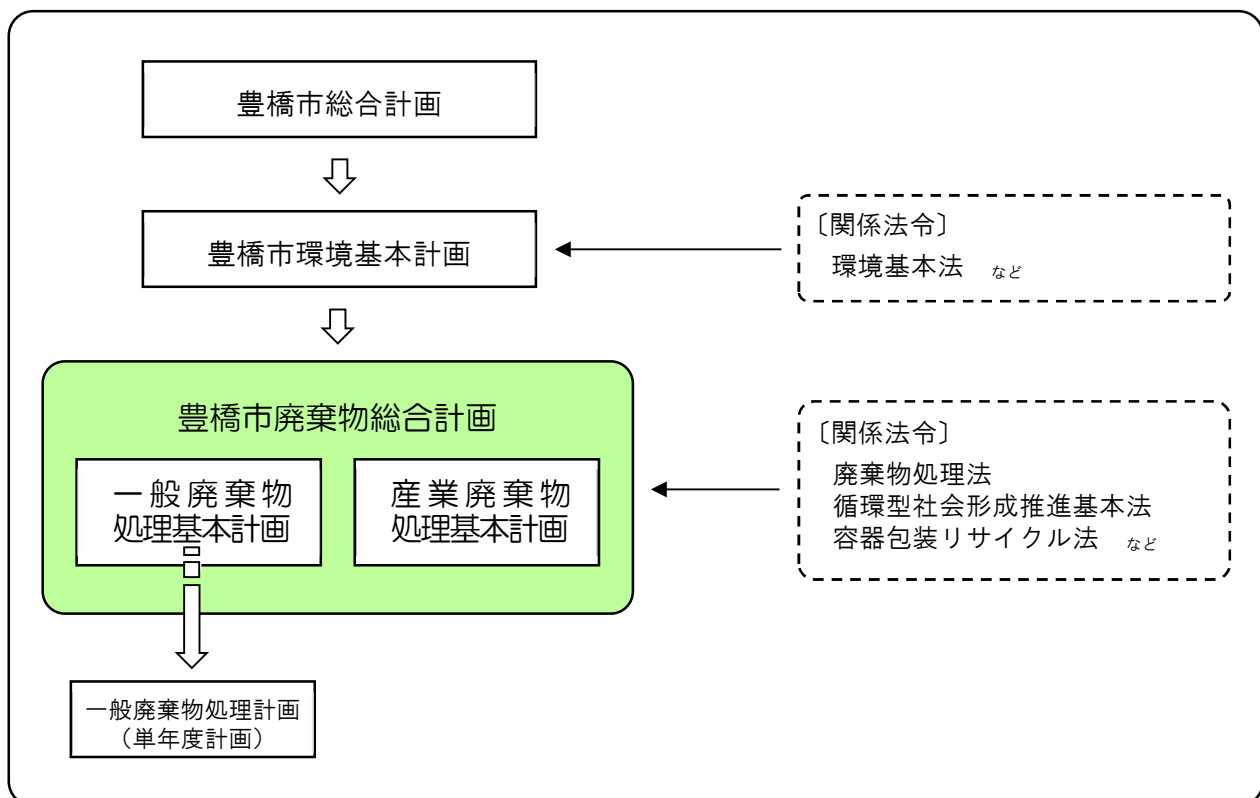 豊橋市総合計画
豊橋市環境基本計画
〔関係法令〕
環境基本法 など
豊橋市廃棄物総合計画
一般廃棄物
処理基本計画
産業廃棄物
処理基本計画
〔関係法令〕
廃棄物処理法
循環型社会形成推進基本法
容器包装リサイクル法 など
一般廃棄物処理計画
（単年度計画）